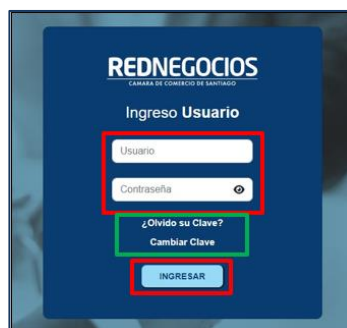 REDNEGOCIOS
CAMARA DE COMERCIO DE SANTIAGO
Ingreso Usuario
Usuario
Contraseña
¿Olvido su Clave?
Cambiar Clave
INGRESAR